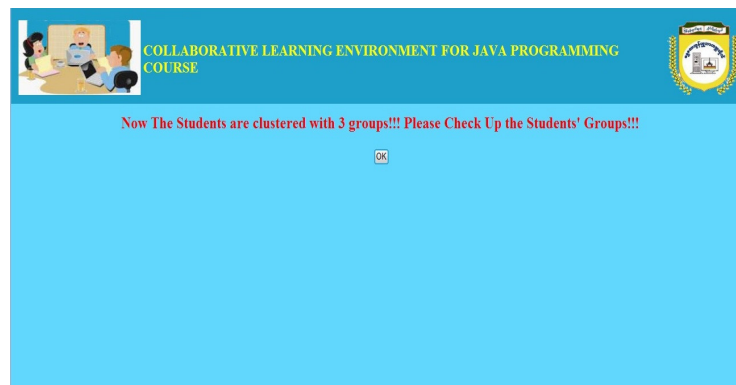 COLLABORATIVE LEARNING ENVIRONMENT FOR JAVA PROGRAMMING
COURSE
Now The Students are clustered with 3 groups!!! Please Check Up the Students' Groups!!!
OK